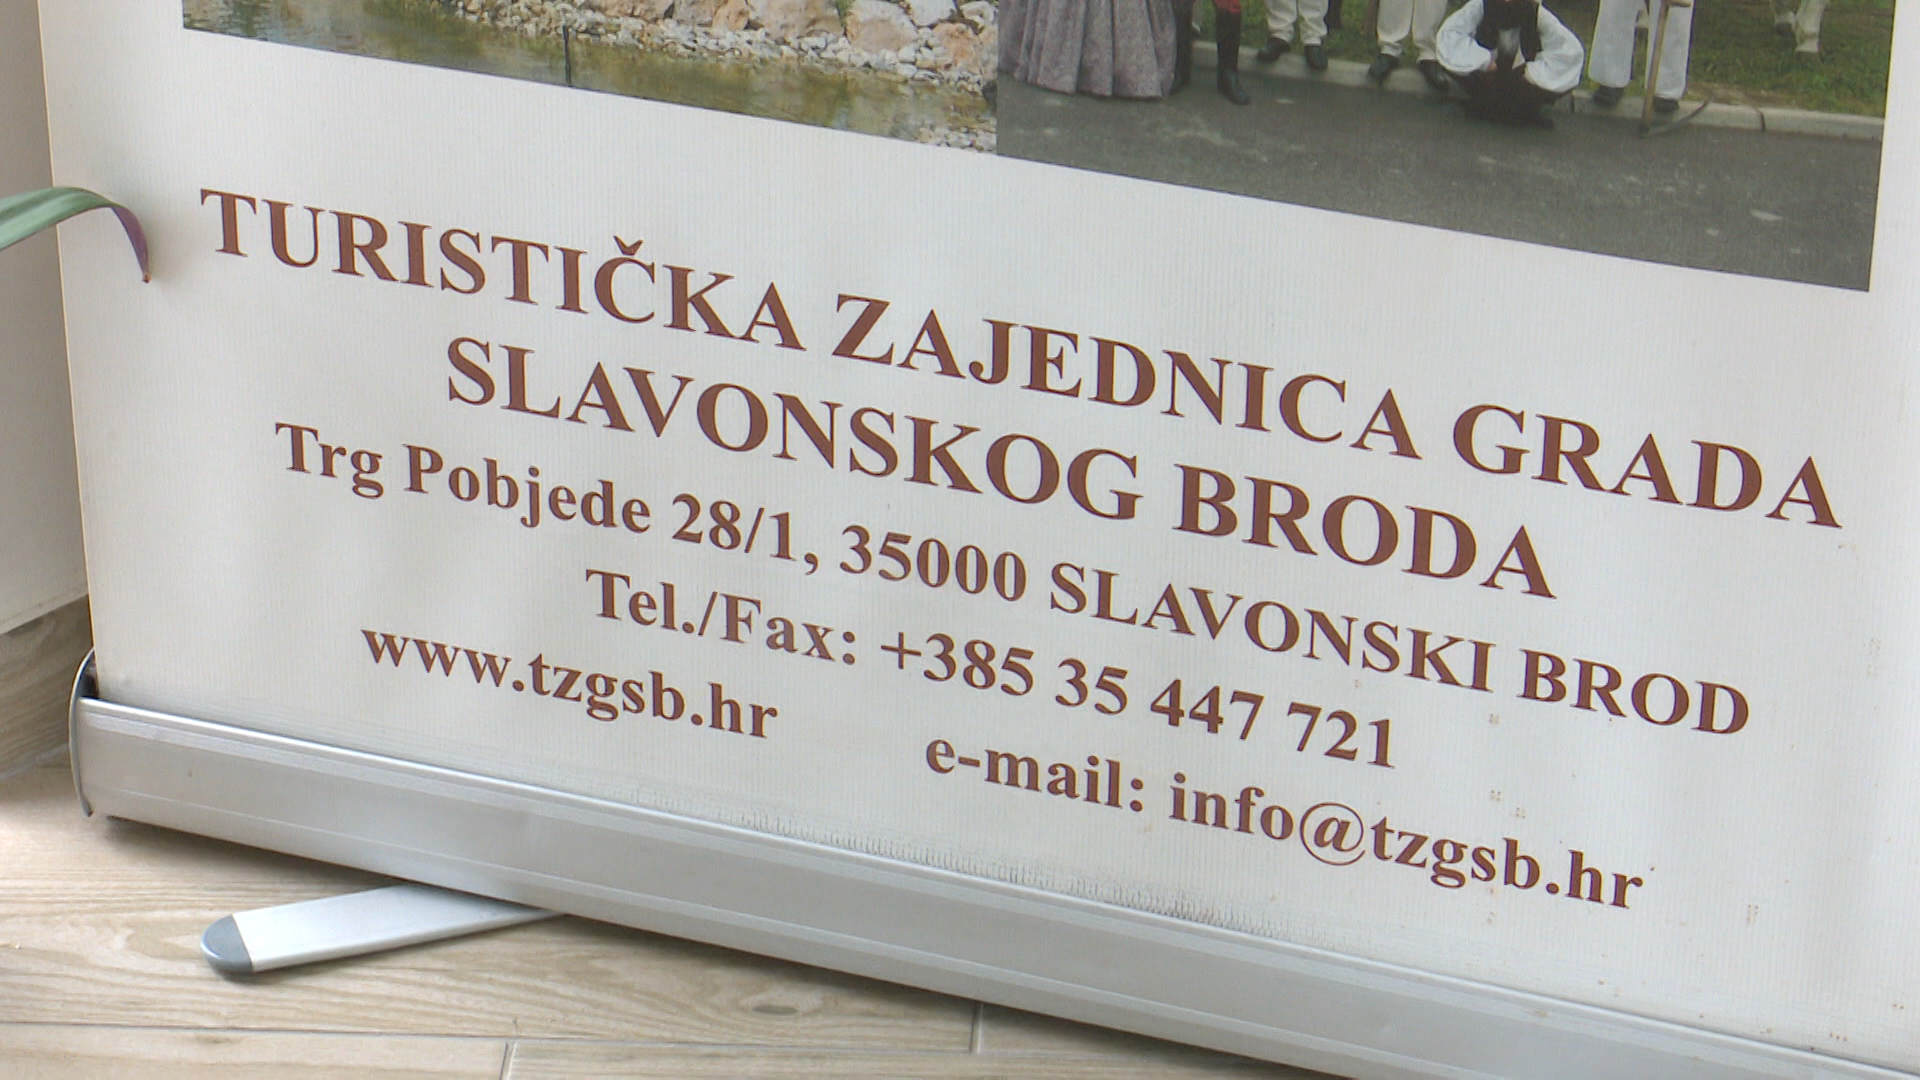 TURISTIČKA ZAJEDNICA GRADA
SLAVONSKOG BRODA
Trg Pobjede 28/1, 35000 SLAVONSKI BROD
Tel./Fax: +385 35 447 721
www.tzgsb.hr e-mail: info@tzgsb.hr